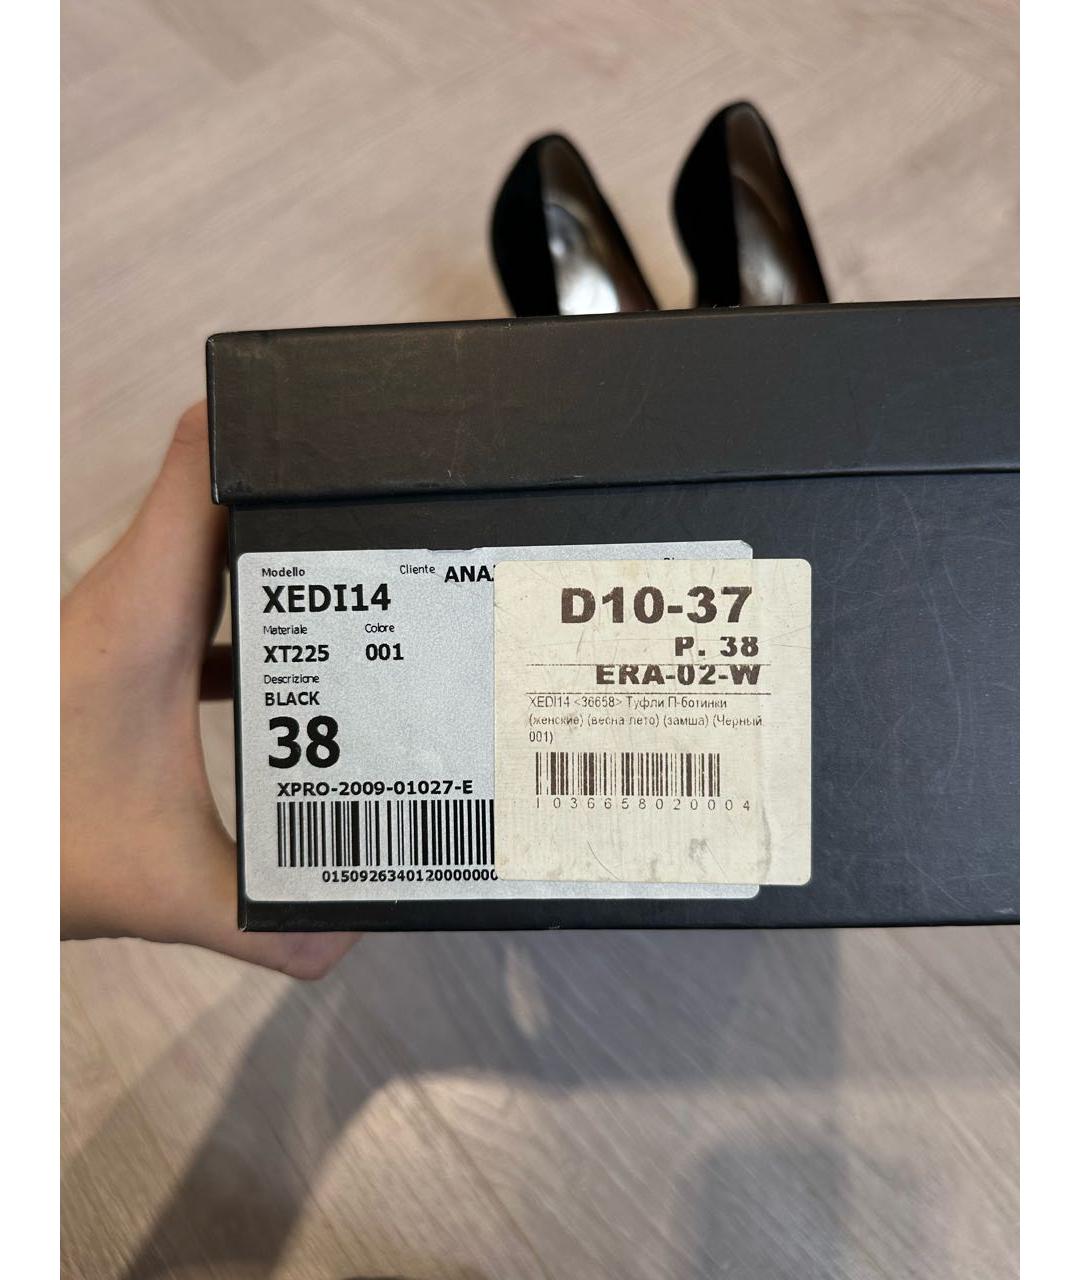 Modello
XEDI14
Cliente ANA
Materiale Colore
XT225 001
Descrizione
BLACK
38
XPRO-2009-01027-E
0150926340120000000
D10-37
P. 38
ERA-02-W
XEDI14 <36658> Туфли П-ботинки
(женские) (весна лето) (замша) (Черный
001)
1036658020004